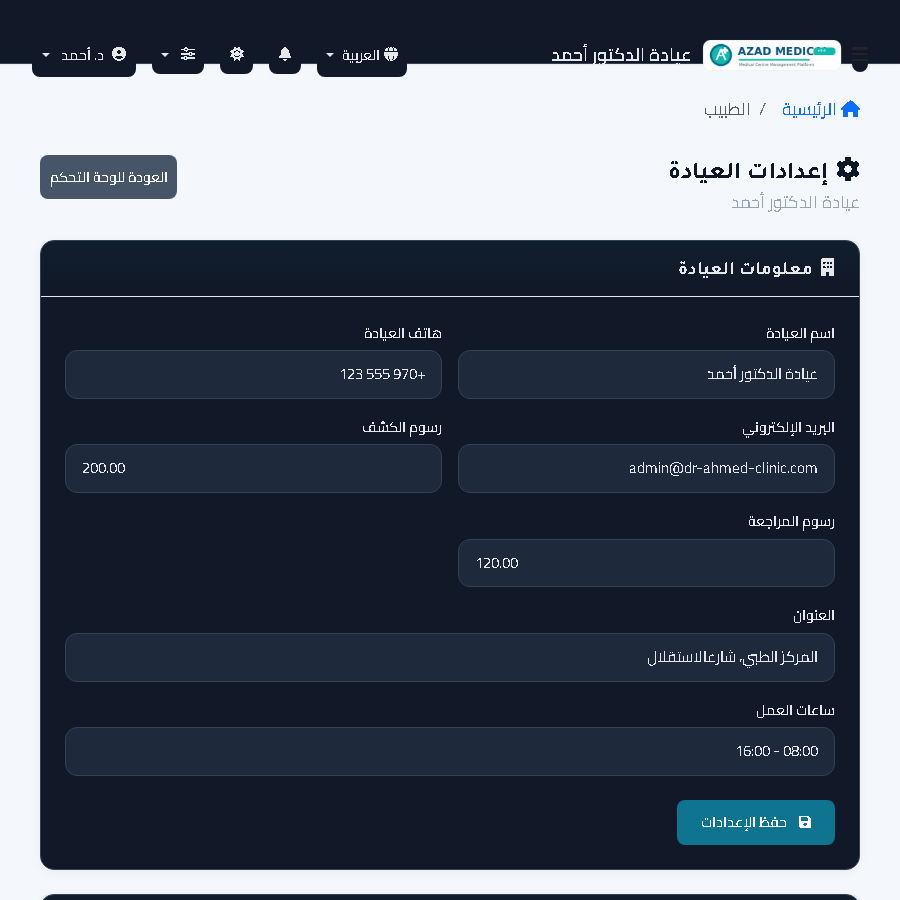 AZAD MEDIC
Medical Centre Management Platform
عيادة الدكتور أحمد
العربية
د. أحمد
الرئيسية / الطبيب
إعدادات العيادة
عيادة الدكتور أحمد
العودة للوحة التحكم
معلومات العيادة
اسم العيادة
عيادة الدكتور أحمد
هاتف العيادة
+970 555 123
البريد الإلكتروني
admin@dr-ahmed-clinic.com
رسوم الكشف
200.00
رسوم المراجعة
120.00
العنوان
المركز الطبي، شارع الاستقلال
ساعات العمل
08:00 - 16:00
حفظ الإعدادات